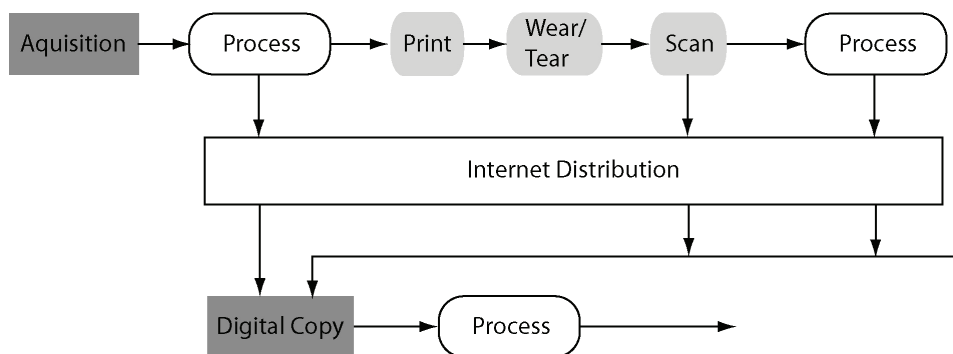 Aquisition
Process
Print
Wear/
Tear
Scan
Process
Internet Distribution
Digital Copy
Process